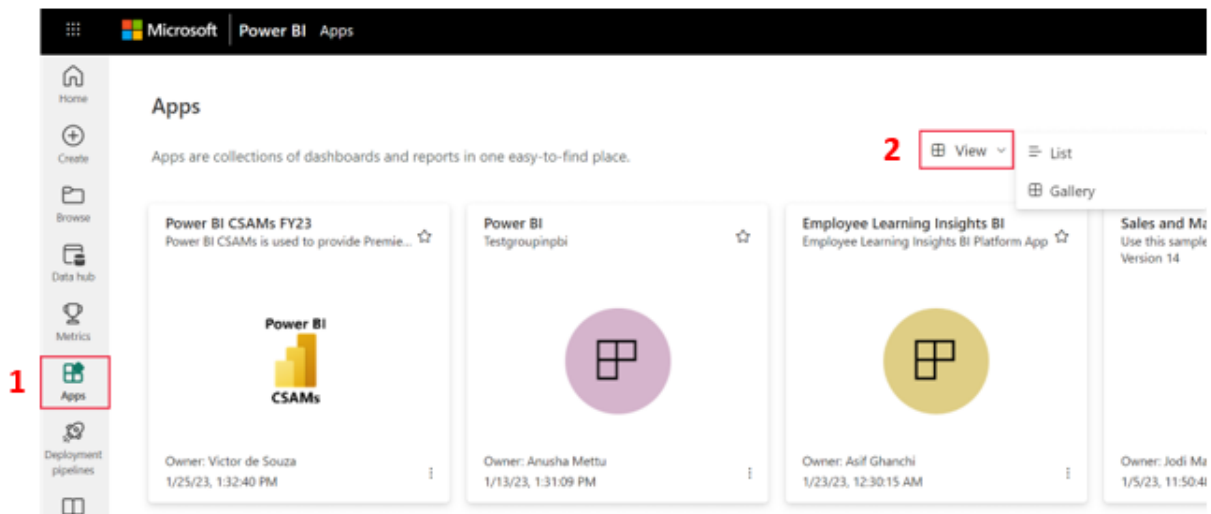 Microsoft Power BI Apps
Home
Create
Browse
Data hub
Metrics
1
Apps
Deployment
pipelines
Apps
Apps are collections of dashboards and reports in one easy-to-find place.
2
View
List
Gallery
Power BI CSAMs FY23
Power BI CSAMs is used to provide Premie...
Power BI
CSAMs
Owner: Victor de Souza
1/25/23, 1:32:40 PM
Power BI
Testgroupinpbi
Owner: Anusha Mettu
1/13/23, 1:31:09 PM
Employee Learning Insights BI
Employee Learning Insights BI Platform App
Owner: Asif Ghanchi
1/23/23, 12:30:15 AM
Sales and Ma
Use this sample
Version 14
Owner: Jodi Ma
1/5/23, 11:50:4